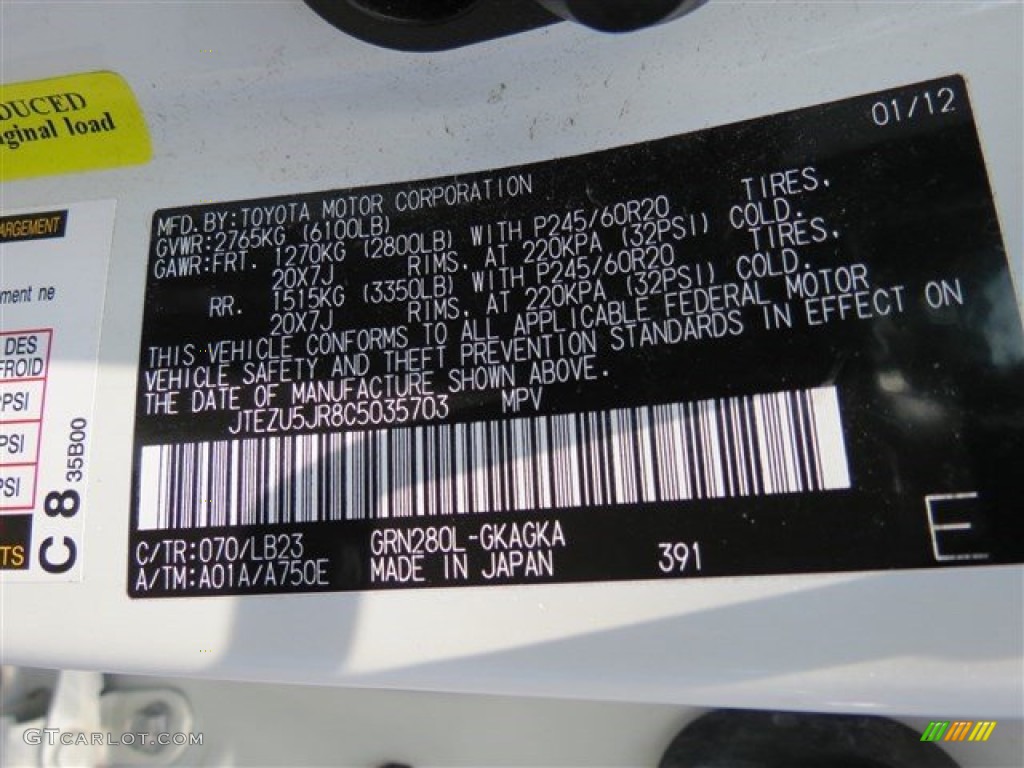 DUCED
iginal load
ARGEMENT
ment ne
DES
FROID
PSI
PSI
PSI
TS
C 8 35B00
01/12
MFD. BY: TOYOTA MOTOR CORPORATION
GVWR: 2765KG (6100LB)
GAWR: FRT. 1270KG (2800LB) WITH P245/60R20 TIRES.
20X7J RIMS. AT 220KPA (32PSI) COLD.
RR. 1515KG (3350LB) WITH P245/60R20 TIRES.
20X7J RIMS. AT 220KPA (32PSI) COLD.
THIS VEHICLE CONFORMS TO ALL APPLICABLE FEDERAL MOTOR
VEHICLE SAFETY AND THEFT PREVENTION STANDARDS IN EFFECT ON
THE DATE OF MANUFACTURE SHOWN ABOVE.
JTEZU5JR8C5035703 MPV
C/TR: 070/LB23 GRN280L-GKAGKA
A/TM: A01A/A750E MADE IN JAPAN 391
E
GTCARLOT.COM